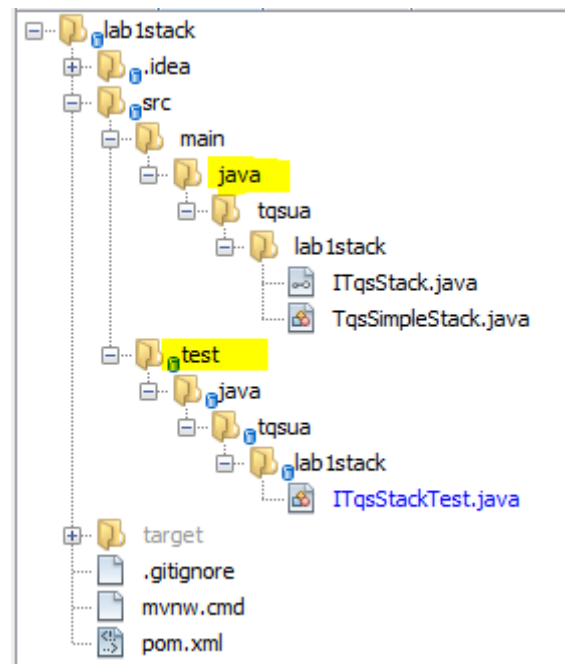 lab1stack
.idea
src
main
java
tqsua
lab1stack
ITqsStack.java
TqsSimpleStack.java
test
java
tqsua
lab1stack
ITqsStackTest.java
target
.gitignore
mvnw.cmd
pom.xml